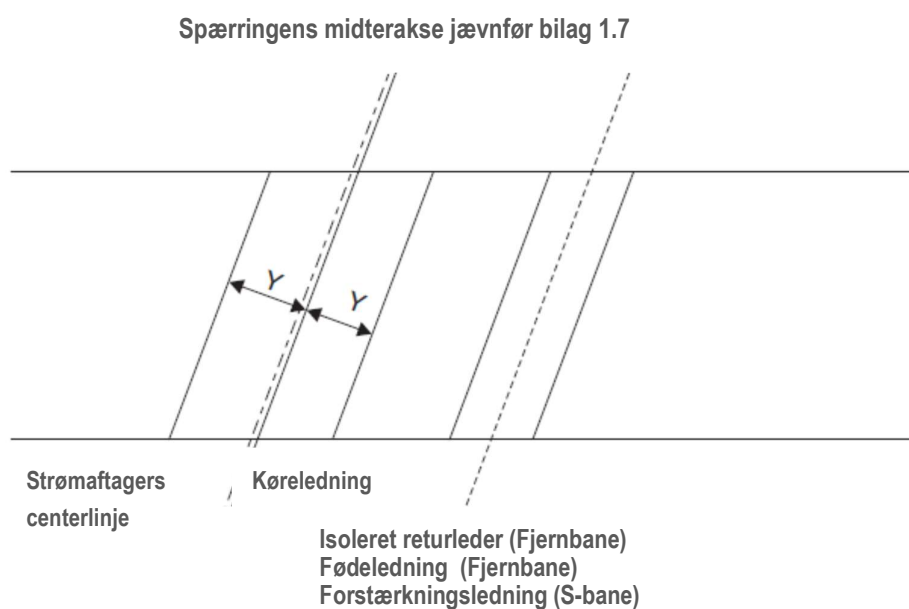 Spærringens midterakse jævnfør bilag 1.7
Y
Y
Strømaftagers
centerlinje
Køreledning
Isoleret returleder (Fjernbane)
Fødeledning (Fjernbane)
Forstærkningsledning (S-bane)